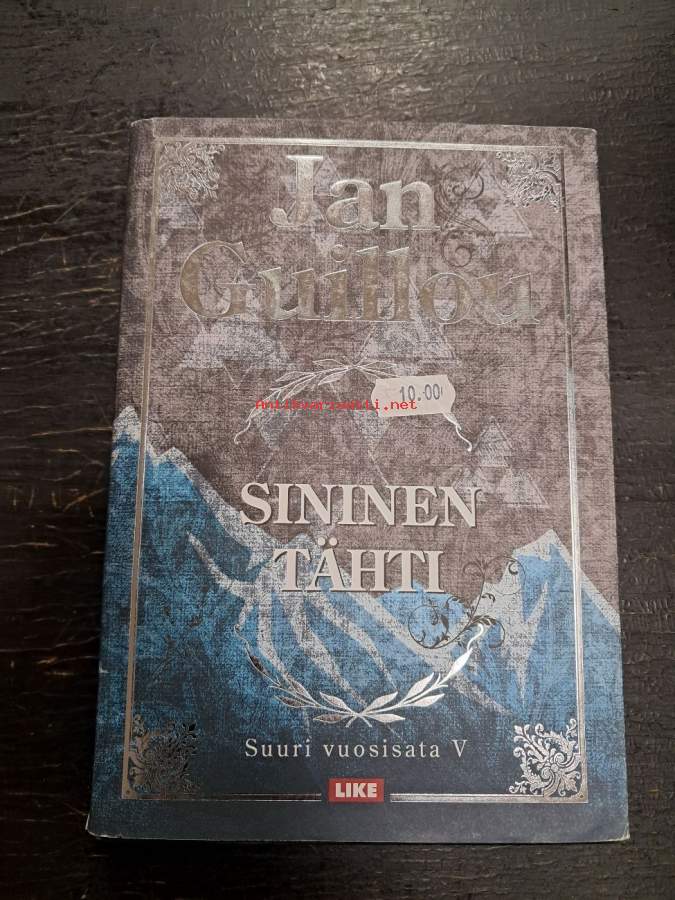 Jan
Guillou
10.00
Antikvariaatti.net
SININEN
TÄHTI
Suuri vuosisata V
LIKE